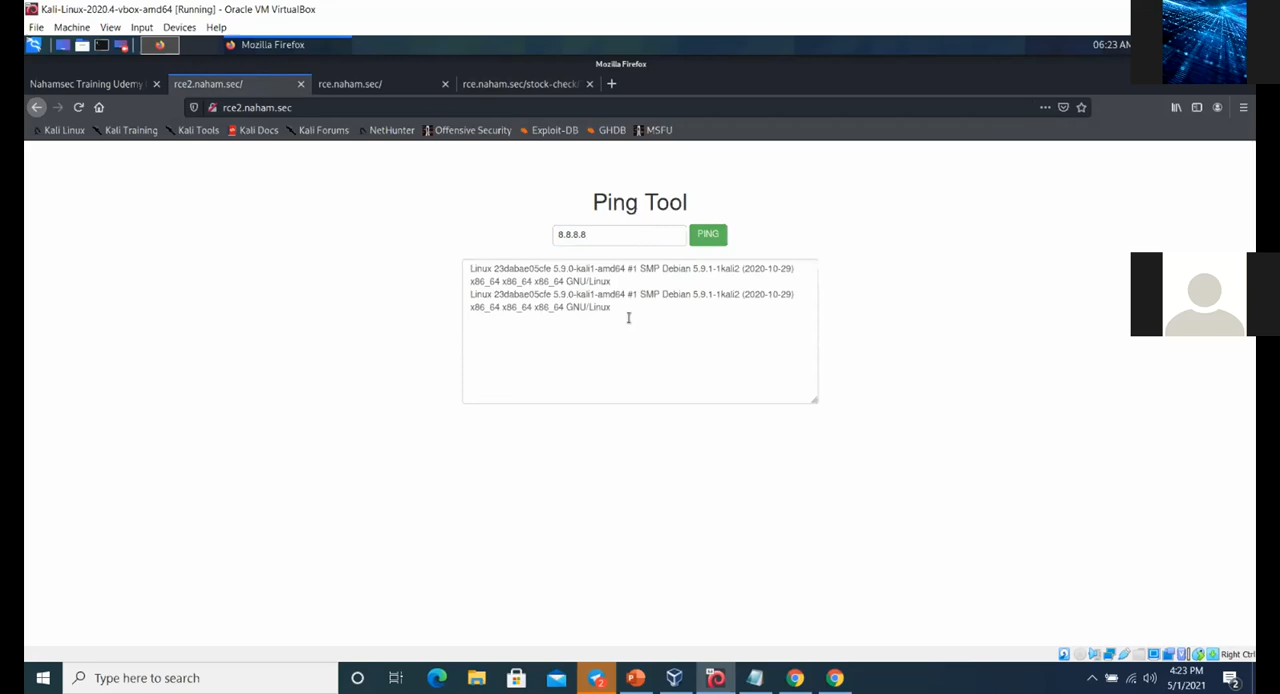 Kali-Linux-2020.4-vbox-amd64 [Running] - Oracle VM VirtualBox
File Machine View Input Devices Help
Mozilla Firefox 06:23 AM
Mozilla Firefox
Nahamsec Training Udemy rce2.naham.sec/ rce.naham.sec/ rce.naham.sec/stock-check
rce2.naham.sec
Kali Linux Kali Training Kali Tools Kali Docs Kali Forums NetHunter Offensive Security Exploit-DB GHDB MSFU
Ping Tool
8.8.8.8 PING
Linux 23dabae05cfe 5.9.0-kali1-amd64 #1 SMP Debian 5.9.1-1kali2 (2020-10-29)
x86_64 x86_64 x86_64 GNU/Linux
Linux 23dabae05cfe 5.9.0-kali1-amd64 #1 SMP Debian 5.9.1-1kali2 (2020-10-29)
x86_64 x86_64 x86_64 GNU/Linux
Right Ctrl
Type here to search 4:23 PM
5/1/2021 2